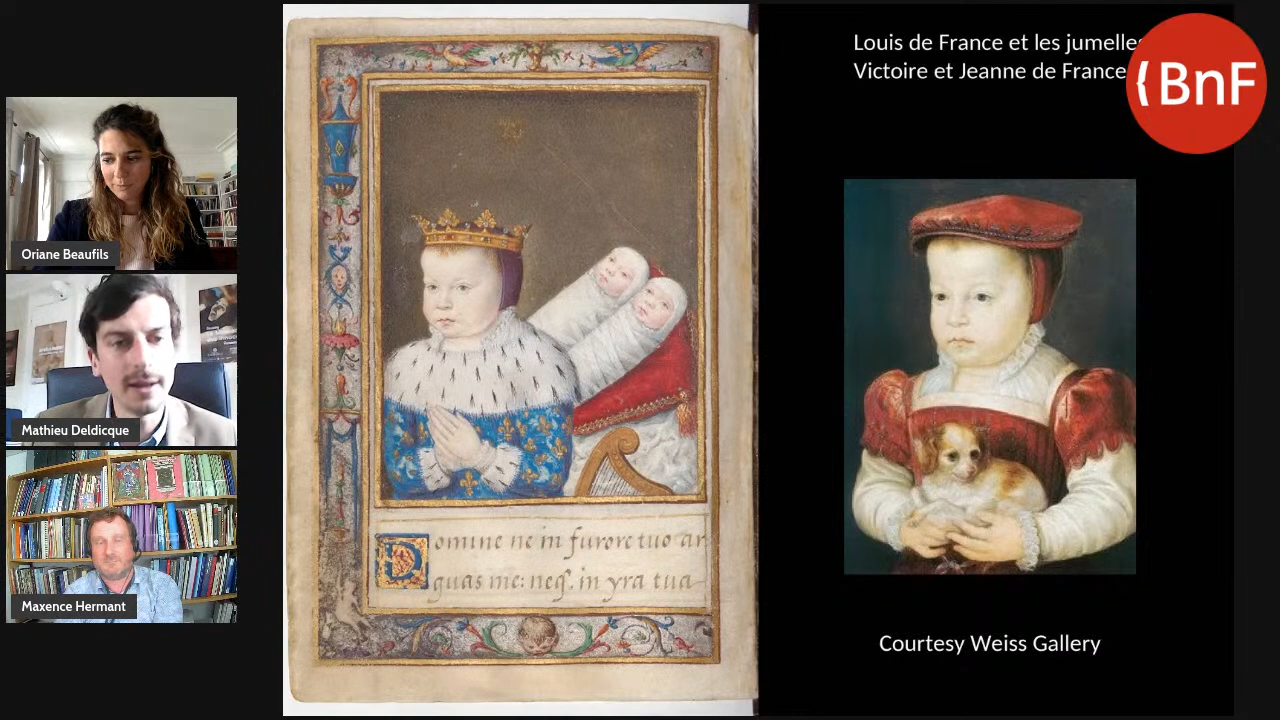 Louis de France et les jumelles
Victoire et Jeanne de France
{BnF
Oriane Beaufils
Mathieu Deldicque
Maxence Hermant
Domine ne in furore tuo ar
guas me: neq. in yra tua
Courtesy Weiss Gallery